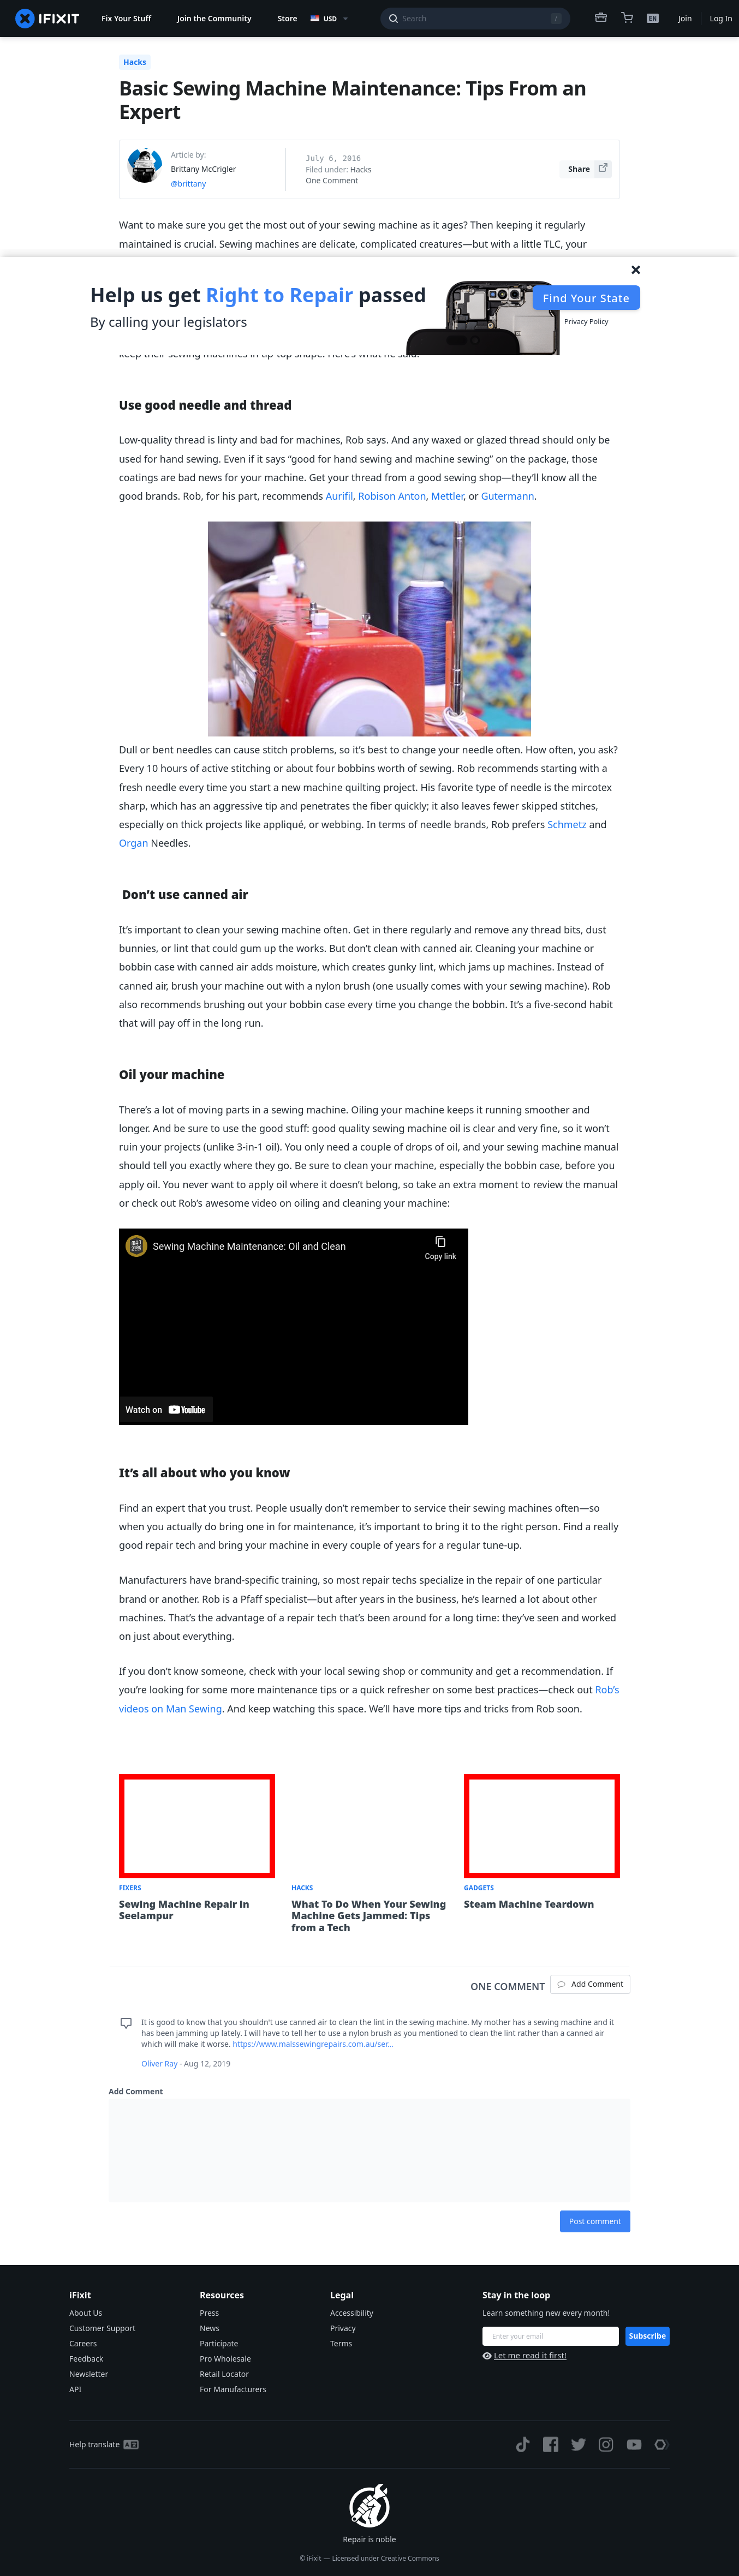 IFIXIT
Fix Your Stuff
Join the Community
Store
USD
Search
/
EN
Join
Log In
Hacks
Basic Sewing Machine Maintenance: Tips From an
Expert
Article by:
Brittany McCrigler
@brittany
July 6, 2016
Filed under: Hacks
One Comment
Share
Want to make sure you get the most out of your sewing machine as it ages? Then keeping it regularly
maintained is crucial. Sewing machines are delicate, complicated creatures—but with a little TLC, your
Help us get Right to Repair passed
By calling your legislators
Find Your State
Privacy Policy
keep their sewing machines in tip top shape. Here's what he said:
Use good needle and thread
Low-quality thread is linty and bad for machines, Rob says. And any waxed or glazed thread should only be
used for hand sewing. Even if it says “good for hand sewing and machine sewing” on the package, those
coatings are bad news for your machine. Get your thread from a good sewing shop—they’ll know all the
good brands. Rob, for his part, recommends Aurifil, Robison Anton, Mettler, or Gutermann.
Dull or bent needles can cause stitch problems, so it’s best to change your needle often. How often, you ask?
Every 10 hours of active stitching or about four bobbins worth of sewing. Rob recommends starting with a
fresh needle every time you start a new machine quilting project. His favorite type of needle is the mircotex
sharp, which has an aggressive tip and penetrates the fiber quickly; it also leaves fewer skipped stitches,
especially on thick projects like appliqué, or webbing. In terms of needle brands, Rob prefers Schmetz and
Organ Needles.
Don’t use canned air
It’s important to clean your sewing machine often. Get in there regularly and remove any thread bits, dust
bunnies, or lint that could gum up the works. But don’t clean with canned air. Cleaning your machine or
bobbin case with canned air adds moisture, which creates gunky lint, which jams up machines. Instead of
canned air, brush your machine out with a nylon brush (one usually comes with your sewing machine). Rob
also recommends brushing out your bobbin case every time you change the bobbin. It’s a five-second habit
that will pay off in the long run.
Oil your machine
There’s a lot of moving parts in a sewing machine. Oiling your machine keeps it running smoother and
longer. And be sure to use the good stuff: good quality sewing machine oil is clear and very fine, so it won’t
ruin your projects (unlike 3-in-1 oil). You only need a couple of drops of oil, and your sewing machine manual
should tell you exactly where they go. Be sure to clean your machine, especially the bobbin case, before you
apply oil. You never want to apply oil where it doesn’t belong, so take an extra moment to review the manual
or check out Rob’s awesome video on oiling and cleaning your machine:
Sewing Machine Maintenance: Oil and Clean
Copy link
Watch on YouTube
It’s all about who you know
Find an expert that you trust. People usually don’t remember to service their sewing machines often—so
when you actually do bring one in for maintenance, it’s important to bring it to the right person. Find a really
good repair tech and bring your machine in every couple of years for a regular tune-up.
Manufacturers have brand-specific training, so most repair techs specialize in the repair of one particular
brand or another. Rob is a Pfaff specialist—but after years in the business, he’s learned a lot about other
machines. That’s the advantage of a repair tech that’s been around for a long time: they’ve seen and worked
on just about everything.
If you don’t know someone, check with your local sewing shop or community and get a recommendation. If
you’re looking for some more maintenance tips or a quick refresher on some best practices—check out Rob’s
videos on Man Sewing. And keep watching this space. We’ll have more tips and tricks from Rob soon.
FIXERS
Sewing Machine Repair in
Seelampur
HACKS
What To Do When Your Sewing
Machine Gets Jammed: Tips
from a Tech
GADGETS
Steam Machine Teardown
ONE COMMENT
Add Comment
It is good to know that you shouldn't use canned air to clean the lint in the sewing machine. My mother has a sewing machine and it
has been jamming up lately. I will have to tell her to use a nylon brush as you mentioned to clean the lint rather than a canned air
which will make it worse. https://www.malssewingrepairs.com.au/ser...
Oliver Ray - Aug 12, 2019
Add Comment
Post comment
iFixit
About Us
Customer Support
Careers
Feedback
Newsletter
API
Resources
Press
News
Participate
Pro Wholesale
Retail Locator
For Manufacturers
Legal
Accessibility
Privacy
Terms
Stay in the loop
Learn something new every month!
Enter your email
Subscribe
Let me read it first!
Help translate
Repair is noble
© iFixit — Licensed under Creative Commons